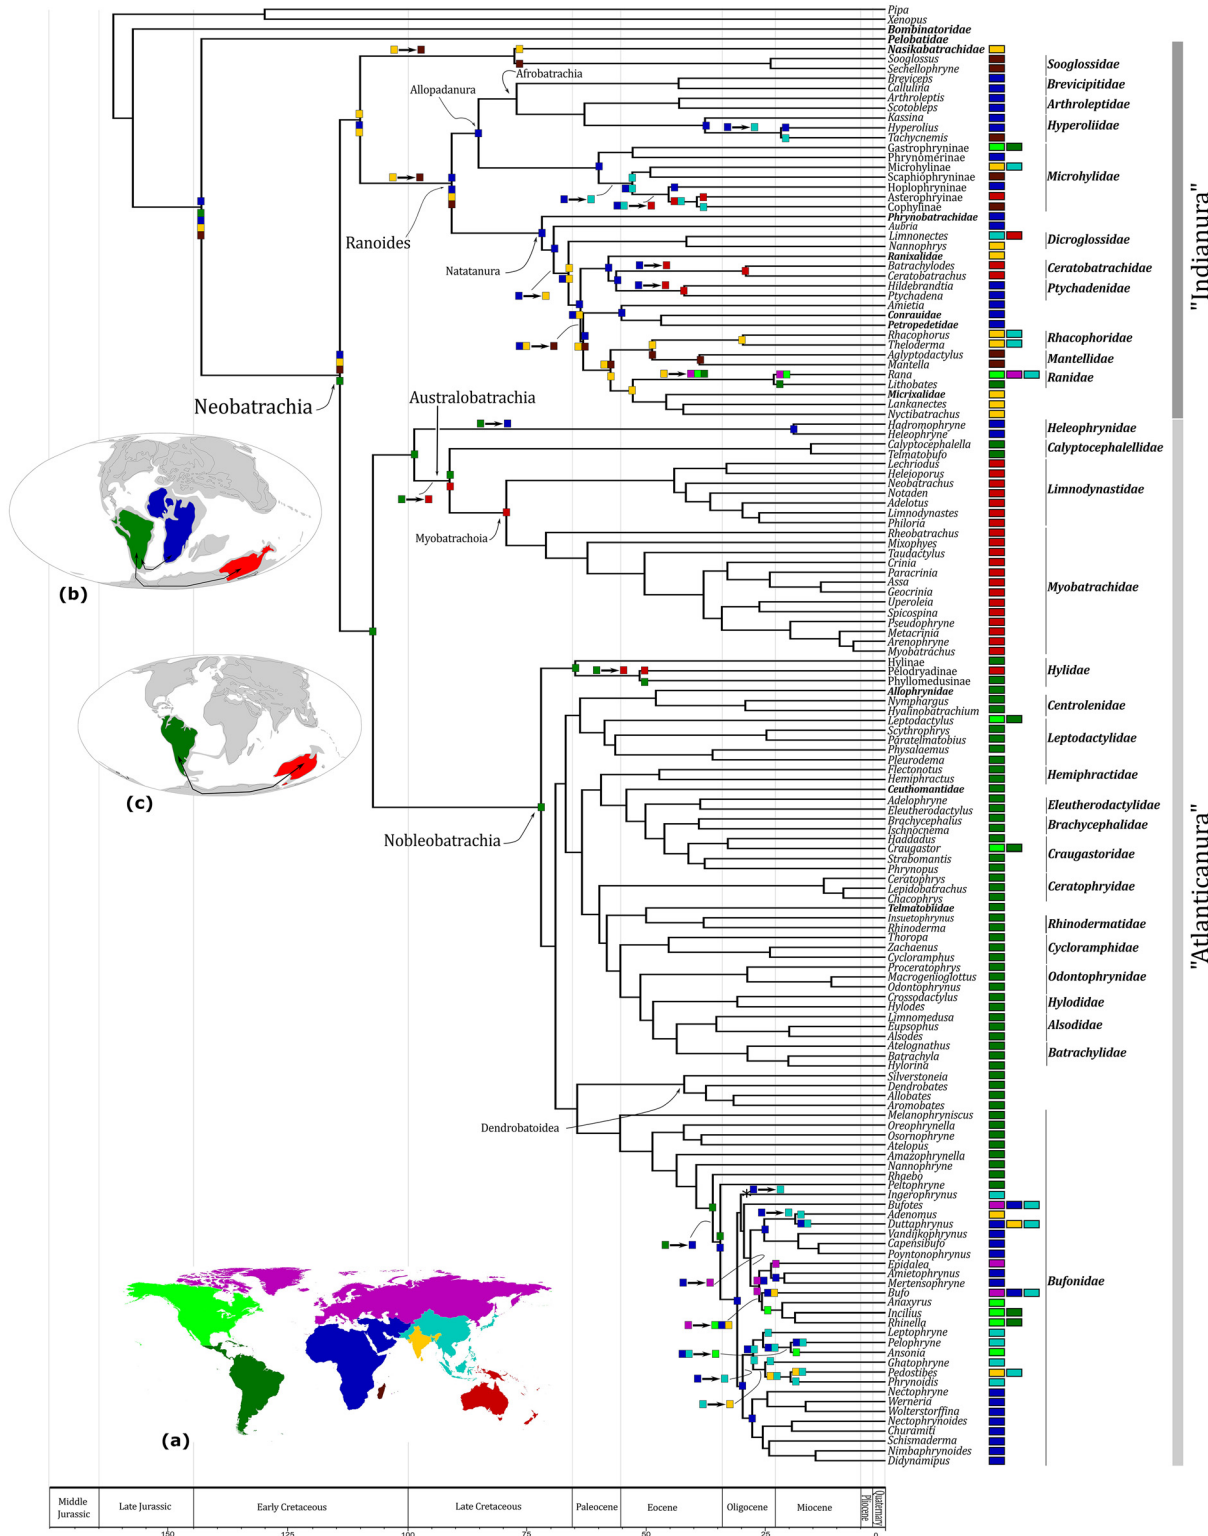 Pipa
Xenopus
Bombinatoridae
Pelobatidae
Nasikabatrachidae
Sooglossus
Sechellophryne
Sooglossidae
Afrobatrachia
Breviceps
Callulina
Brevicipitidae
Allopadanura
Arthroleptis
Scotobleps
Arthroleptidae
Kassina
Hyperolius
Tachycnemis
Hyperoliidae
Gastrophryninae
Phrynomerinae
Microhylinae
Scaphiophryninae
Hoplophryninae
Asterophryinae
Cophylinae
Microhylidae
Phrynobatrachidae
Aubria
Ranoides
Limnonectes
Nannophrys
Dicroglossidae
Natatanura
Ranixalidae
Batrachylodes
Ceratobatrachus
Ceratobatrachidae
Hildebrandtia
Ptychadena
Ptychadenidae
Amietia
Conrauidae
Petropedetidae
Rhacophorus
Theloderma
Rhacophoridae
Aglyptodactylus
Mantella
Mantellidae
Rana
Lithobates
Ranidae
Micrixalidae
Lankanectes
Nyctibatrachus
"Indianura"
Neobatrachia
Australobatrachia
Hadromophryne
Heleophryne
Heleophrynidae
Calyptocephalella
Telmatobufo
Calyptocephalellidae
Lechriodus
Heleioporus
Neobatrachus
Notaden
Adelotus
Limnodynastes
Philoria
Limnodynastidae
Myobatrachoia
Rheobatrachus
Mixophyes
Taudactylus
Crinia
Paracrinia
Assa
Geocrinia
Uperoleia
Spicospina
Pseudophryne
Metacrinia
Arenophryne
Myobatrachus
Myobatrachidae
(b)
Hylinae
Pelodryadinae
Phyllomedusinae
Hylidae
Allophrynidae
Nymphargus
Hyalinobatrachium
Centrolenidae
Leptodactylus
Scythrophrys
Paratelmatobius
Physalaemus
Pleurodema
Leptodactylidae
Flectonotus
Hemiphractus
Hemiphractidae
Ceuthomantidae
(c)
Adelophryne
Eleutherodactylus
Eleutherodactylidae
Nobleobatrachia
Brachycephalus
Ischnocnema
Brachycephalidae
Haddadus
Craugastor
Strabomantis
Phrynopus
Craugastoridae
Ceratophrys
Lepidobatrachus
Chacophrys
Ceratophryidae
Telmatobiidae
Insuetophrynus
Rhinoderma
Rhinodermatidae
Thoropa
Zachaenus
Cycloramphus
Cycloramphidae
Proceratophrys
Macrogenioglottus
Odontophrynus
Odontophrynidae
Crossodactylus
Hylodes
Hylodidae
Limnomedusa
Eupsophus
Alsodes
Alsodidae
Atelognathus
Batrachyla
Hylorina
Batrachylidae
"Atlanticanura"
Silverstoneia
Dendrobates
Allobates
Aromobates
Dendrobatoidea
Melanophryniscus
Oreophrynella
Osornophryne
Atelopus
Amazophrynella
Nannophryne
Rhaebo
Peltophryne
Ingerophrynus
*
Bufotes
Adenomus
Duttaphrynus
Vandijkophrynus
Capensibufo
Poyntonophrynus
Epidalea
Amietophrynus
Mertensophryne
Bufo
Anaxyrus
Incilius
Rhinella
Leptophryne
Pelophryne
Ansonia
Ghatophryne
Pedostibes
Phrynoidis
Nectophryne
Werneria
Wolterstorffina
Nectophrynoides
Churamiti
Schismaderma
Nimbaphrynoides
Didynamipus
Bufonidae
(a)
Middle Jurassic
Late Jurassic
Early Cretaceous
Late Cretaceous
Paleocene
Eocene
Oligocene
Miocene
Pliocene
Quaternary
150
125
100
75
50
25
0